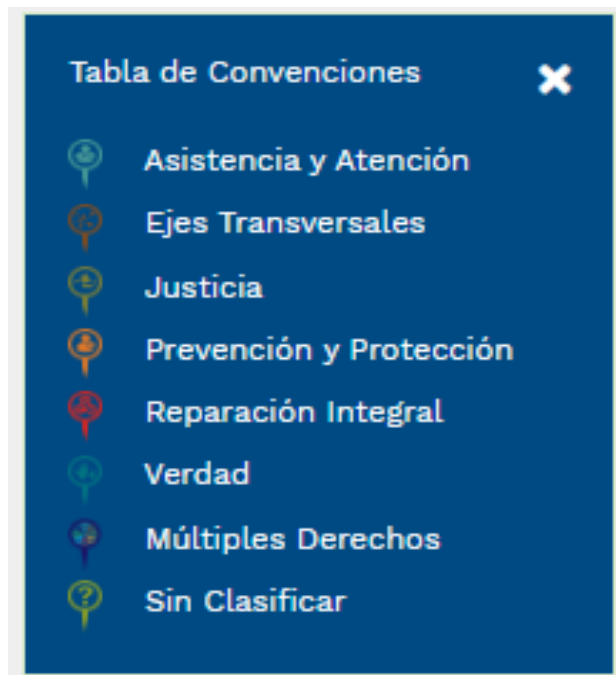 Tabla de Convenciones
Asistencia y Atención
Ejes Transversales
Justicia
Prevención y Protección
Reparación Integral
Verdad
Múltiples Derechos
? Sin Clasificar